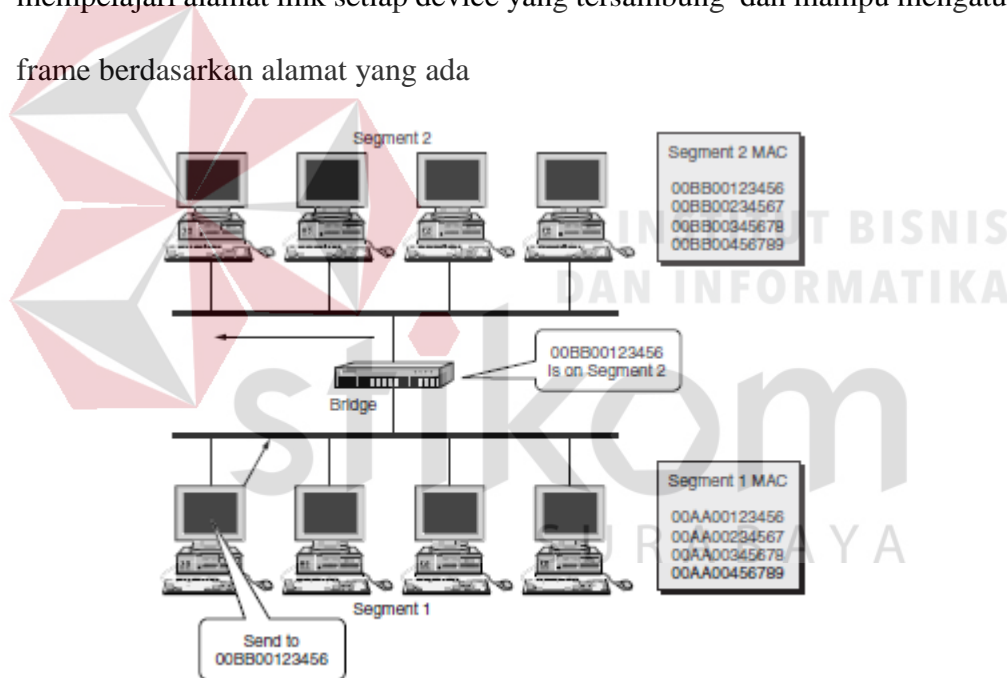 mempelajari alamat link setiap device yang tersambung dan mampu mengatu
frame berdasarkan alamat yang ada
Segment 2
Segment 2 MAC
00BB00123456
00BB00234567
00BB00345678
00BB00456789
INSTITUT BISNIS
DAN INFORMATIKA
00BB00123456
Is on Segment 2
Bridge
stikom
SURABAYA
Segment 1 MAC
00AA00123456
00AA00234567
00AA00345678
00AA00456789
Segment 1
Send to
00BB00123456